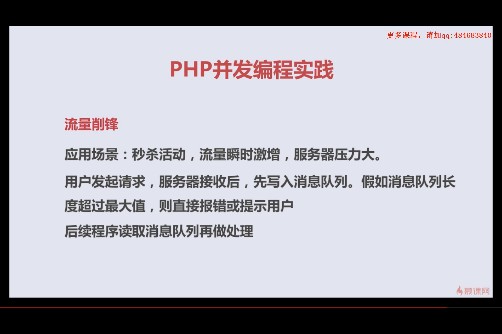 更多课程，请加qq:484683840
PHP并发编程实践
流量削锋
应用场景：秒杀活动，流量瞬时激增，服务器压力大。
用户发起请求，服务器接收后，先写入消息队列。假如消息队列长
度超过最大值，则直接报错或提示用户
后续程序读取消息队列再做处理
慕课网